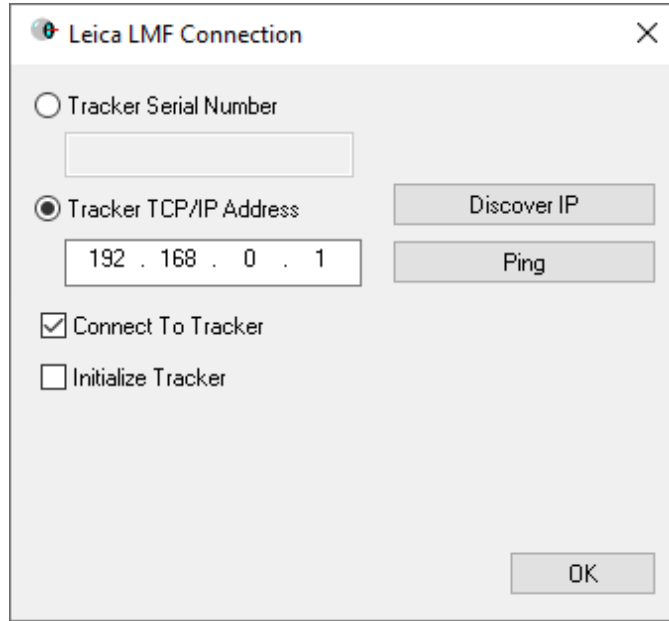 Leica LMF Connection
Tracker Serial Number
Tracker TCP/IP Address
Discover IP
192 . 168 . 0 . 1
Ping
Connect To Tracker
Initialize Tracker
OK